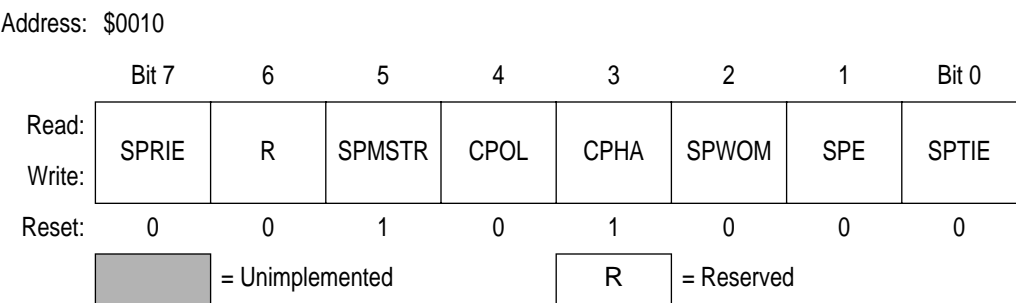 Address: $0010
Bit 7 6 5 4 3 2 1 Bit 0
Read:
SPRIE R SPMSTR CPOL CPHA SPWOM SPE SPTIE
Write:
Reset: 0 0 1 0 1 0 0 0
= Unimplemented R = Reserved